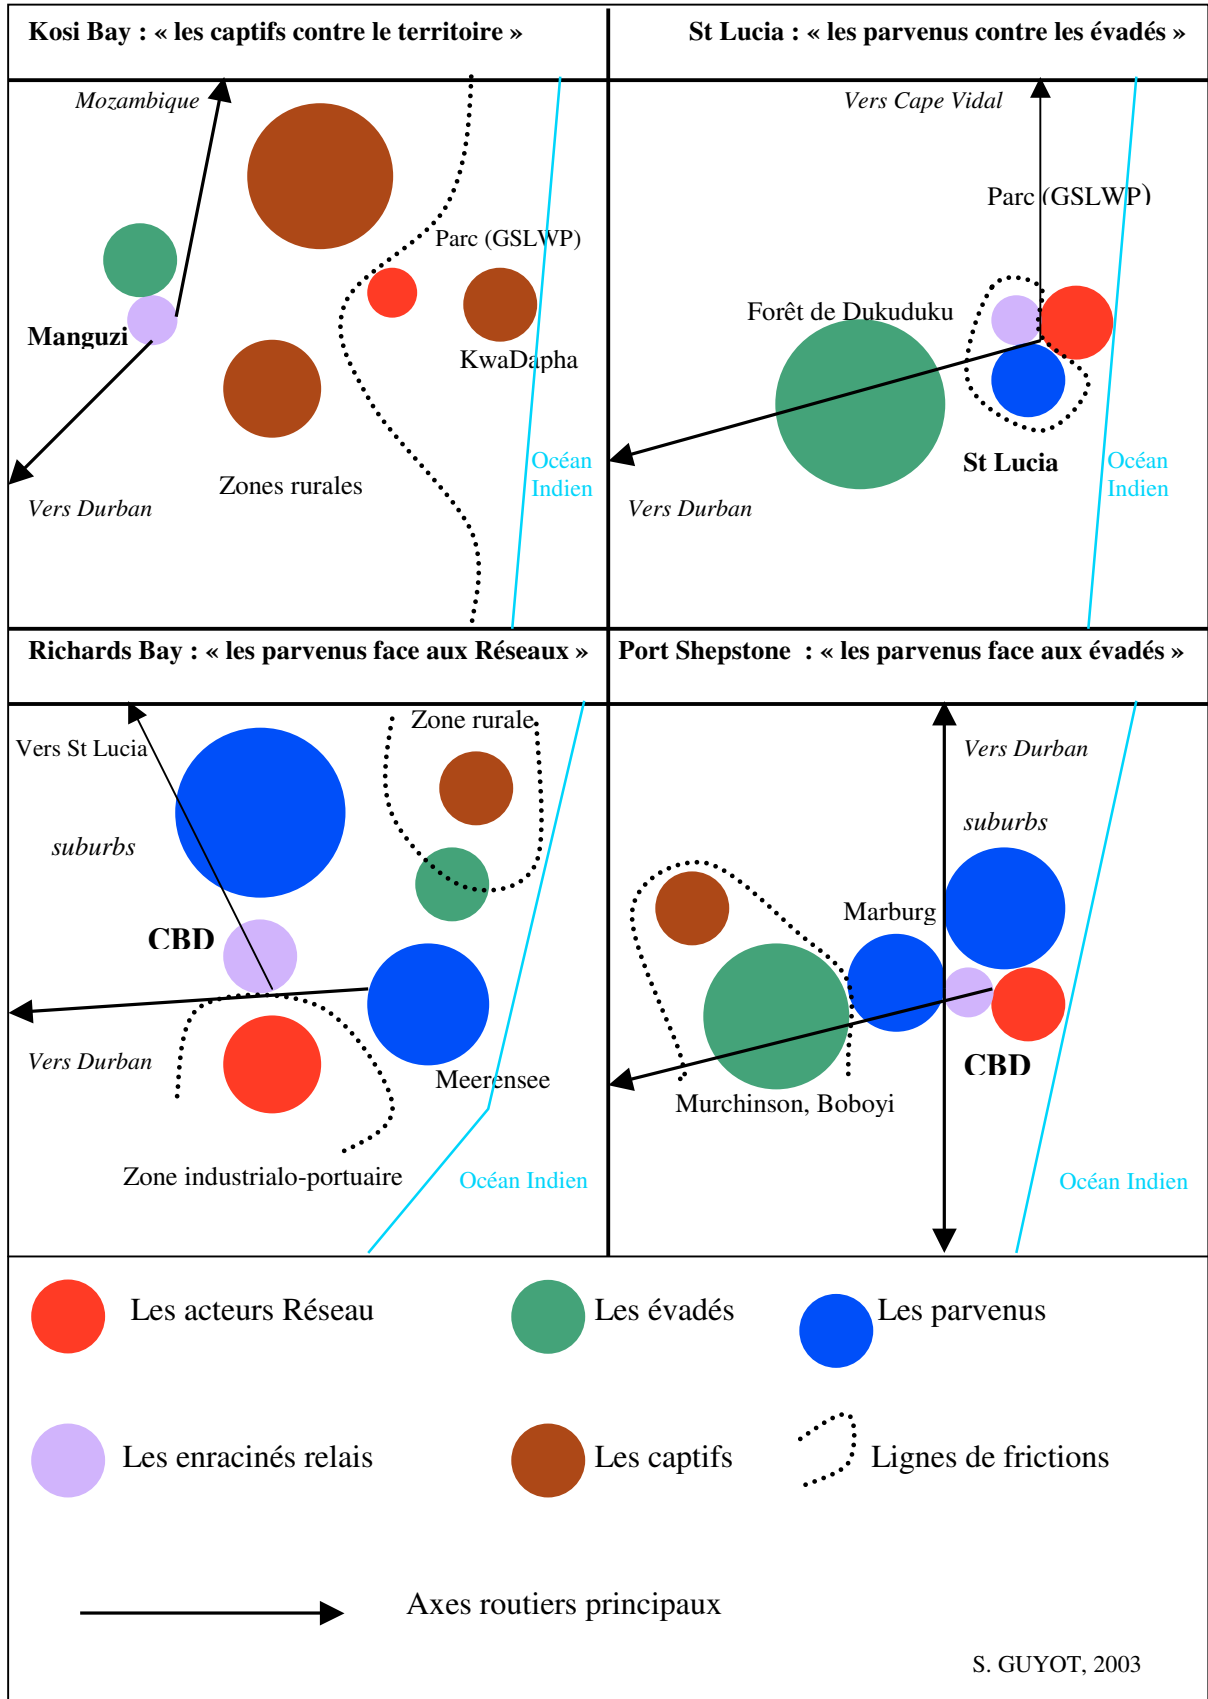 Kosi Bay : « les captifs contre le territoire »
Mozambique
Parc (GSLWP)
Manguzi
KwaDapha
Zones rurales
Océan
Indien
Vers Durban
St Lucia : « les parvenus contre les évadés »
Vers Cape Vidal
Parc (GSLWP)
Forêt de Dukuduku
St Lucia
Océan
Indien
Vers Durban
Richards Bay : « les parvenus face aux Réseaux »
Zone rurale
Vers St Lucia
suburbs
CBD
Vers Durban
Meerensee
Zone industrialo-portuaire
Océan Indien
Port Shepstone : « les parvenus face aux évadés »
Vers Durban
suburbs
Marburg
CBD
Murchinson, Boboyi
Océan Indien
Les acteurs Réseau
Les évadés
Les parvenus
Les enracinés relais
Les captifs
Lignes de frictions
Axes routiers principaux
S. GUYOT, 2003